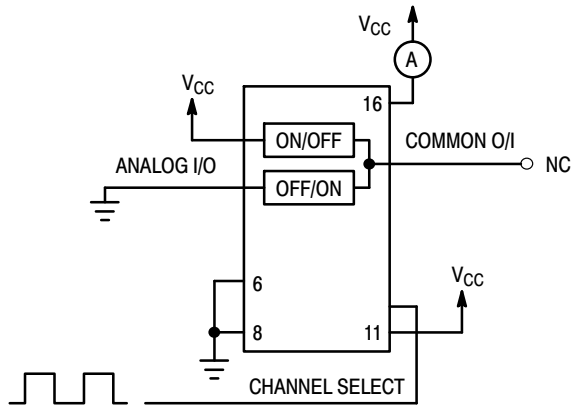 VCC
A
VCC
16
ON/OFF
COMMON O/I
NC
ANALOG I/O
OFF/ON
6
VCC
8
11
CHANNEL SELECT